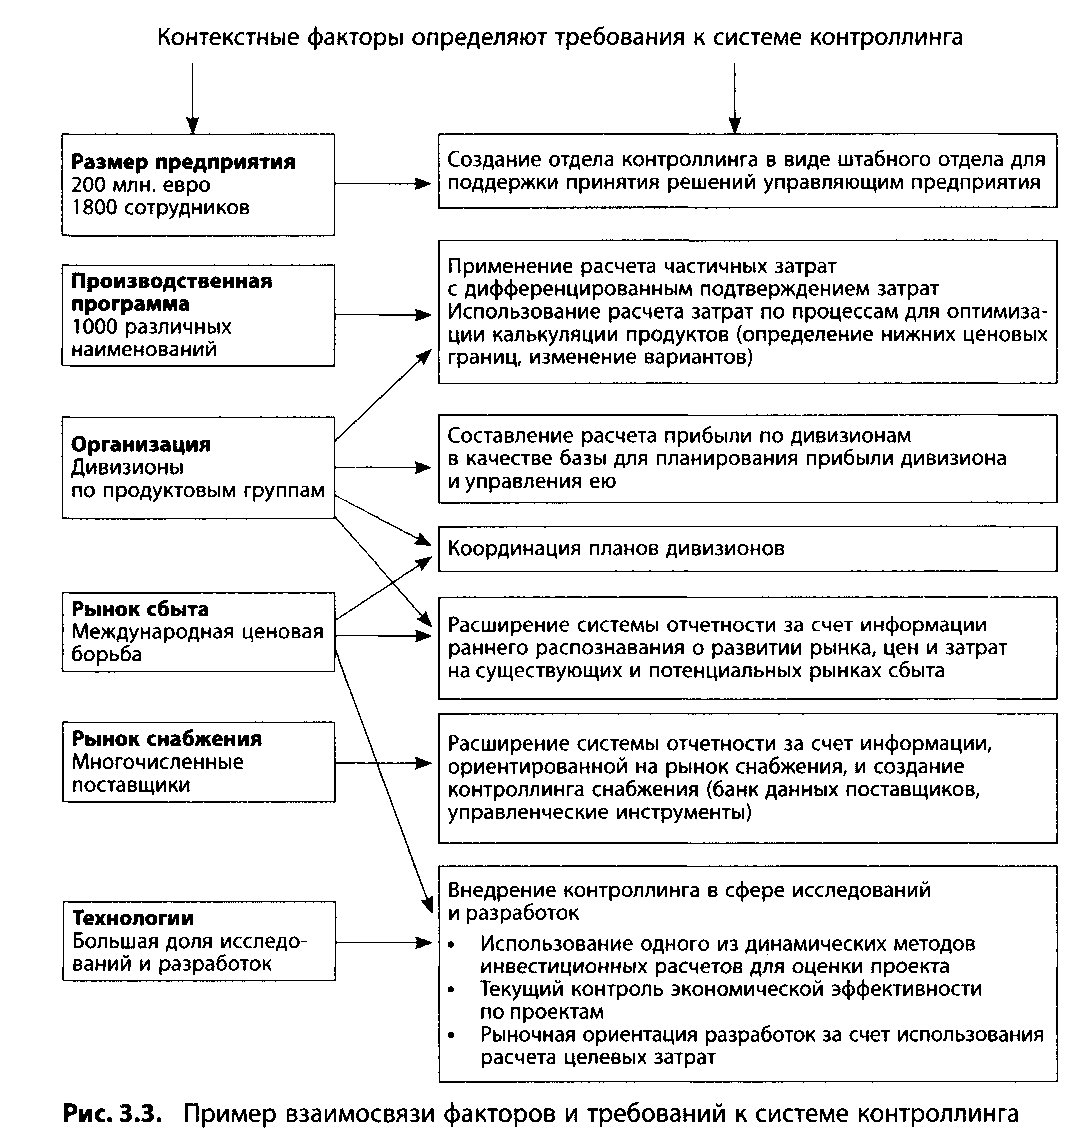 Контекстные факторы определяют требования к системе контроллинга
Размер предприятия
200 млн. евро
1800 сотрудников
Создание отдела контроллинга в виде штабного отдела для
поддержки принятия решений управляющим предприятия
Производственная
программа
1000 различных
наименований
Применение расчета частичных затрат
с дифференцированным подтверждением затрат
Использование расчета затрат по процессам для оптимиза-
ции калькуляции продуктов (определение нижних ценовых
границ, изменение вариантов)
Организация
Дивизионы
по продуктовым группам
Составление расчета прибыли по дивизионам
в качестве базы для планирования прибыли дивизиона
и управления ею
Координация планов дивизионов
Рынок сбыта
Международная ценовая
борьба
Расширение системы отчетности за счет информации
раннего распознавания о развитии рынка, цен и затрат
на существующих и потенциальных рынках сбыта
Рынок снабжения
Многочисленные
поставщики
Расширение системы отчетности за счет информации,
ориентированной на рынок снабжения, и создание
контроллинга снабжения (банк данных поставщиков,
управленческие инструменты)
Технологии
Большая доля исследо-
ваний и разработок
Внедрение контроллинга в сфере исследований
и разработок
• Использование одного из динамических методов
инвестиционных расчетов для оценки проекта
• Текущий контроль экономической эффективности
по проектам
• Рыночная ориентация разработок за счет использования
расчета целевых затрат
Рис. 3.3. Пример взаимосвязи факторов и требований к системе контроллинга